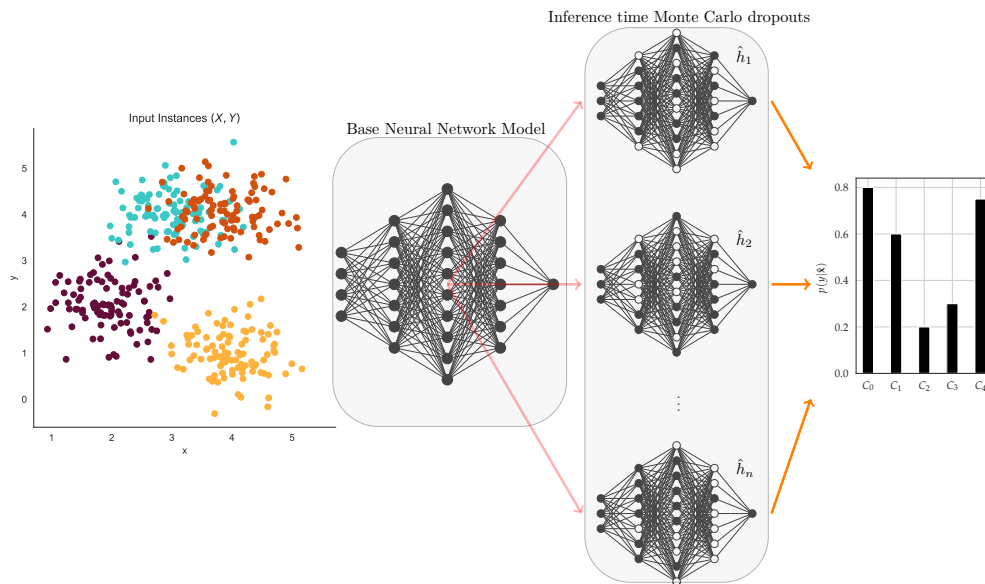 Inference time Monte Carlo dropouts
Base Neural Network Model
Input Instances (X, Y)
5
4
3
2
1
0
y
1
2
3
4
5
x
ĥ₁
ĥ₂
⋮
ĥₙ
0.8
0.6
0.4
0.2
0.0
p(y|x̂)
C₀
C₁
C₂
C₃
C₄